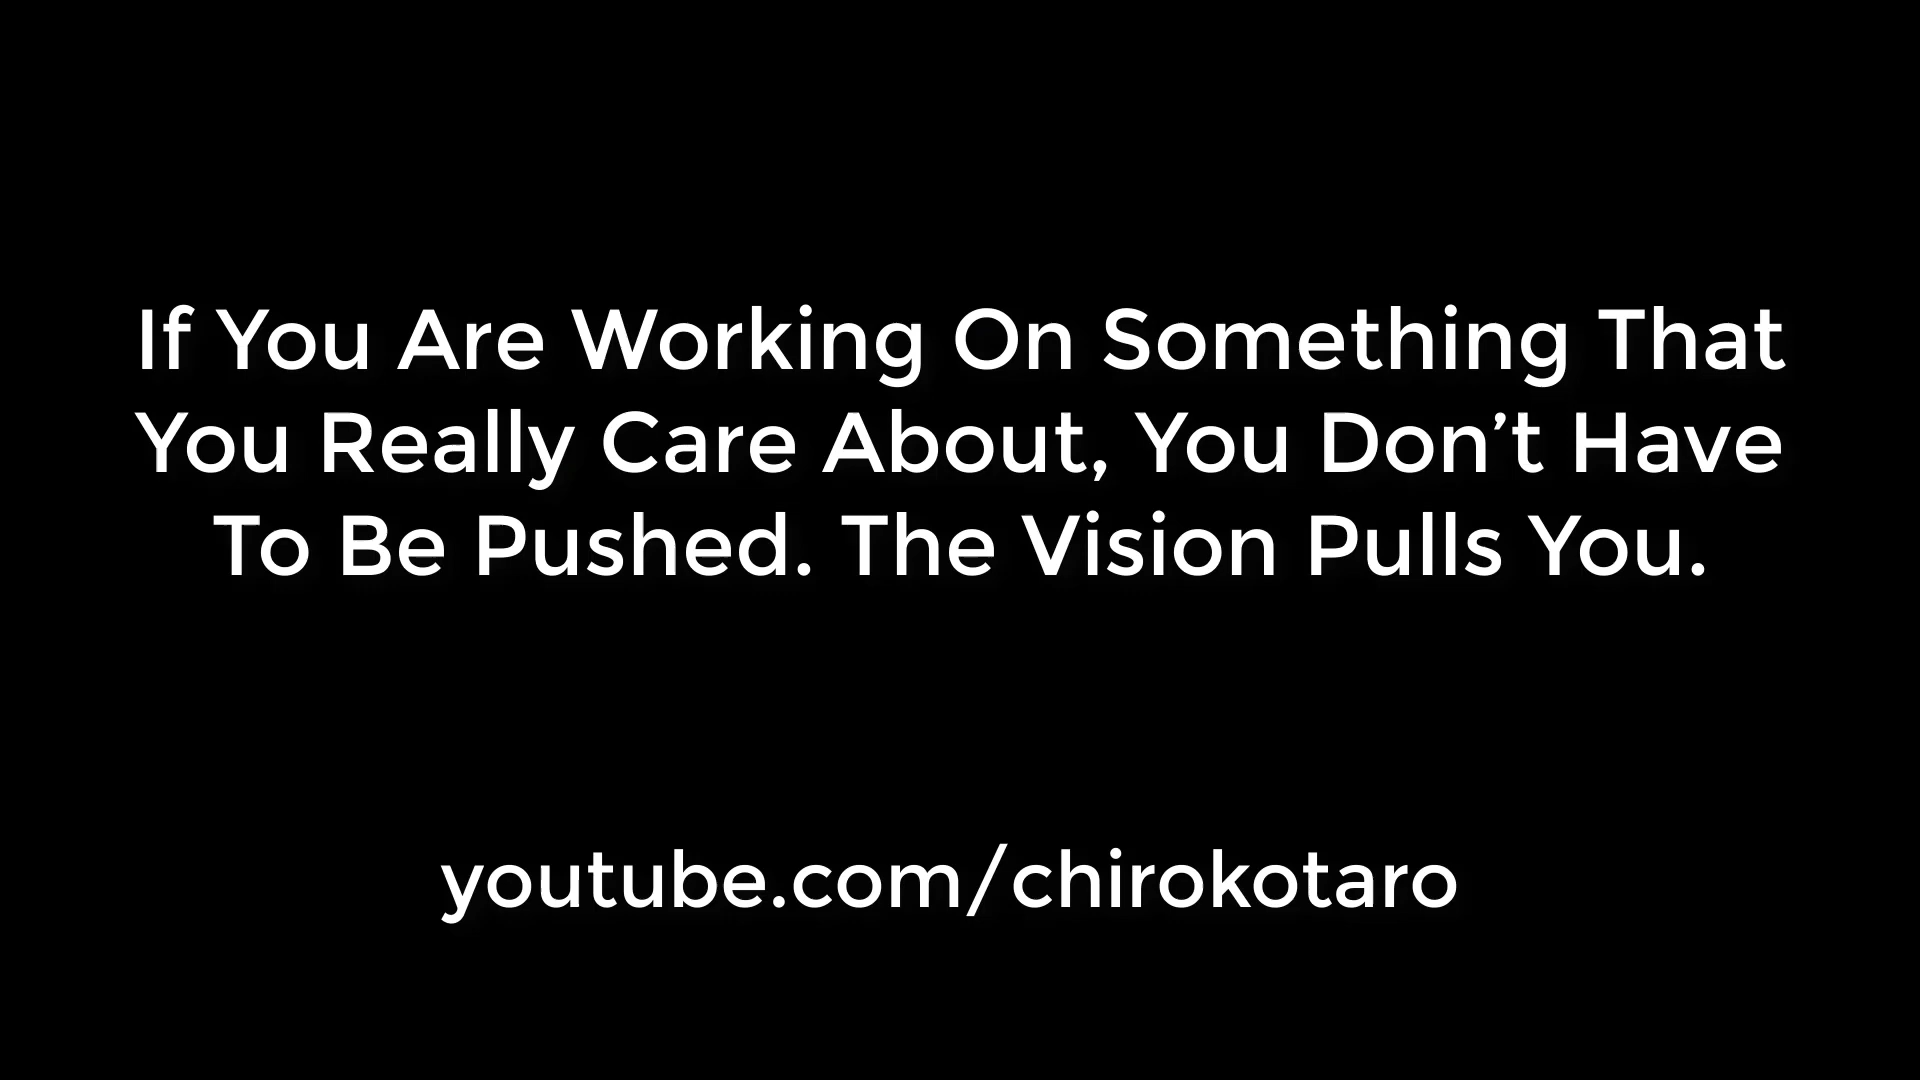 If You Are Working On Something That
You Really Care About, You Don’t Have
To Be Pushed. The Vision Pulls You.
youtube.com/chirokotaro